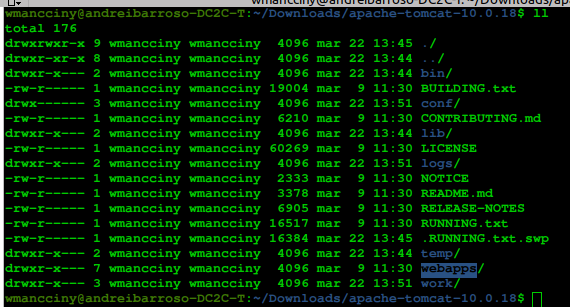 wmancciny@andreibarroso-DC2C-T: ~/Downloads/apa
wmancciny@andreibarroso-DC2C-T:~/Downloads/apache-tomcat-10.0.18$ ll
total 176
drwxrwxr-x 9 wmancciny wmancciny  4096 mar 22 13:45 ./
drwxr-xr-x 8 wmancciny wmancciny  4096 mar 22 13:44 ../
drwxr-x--- 2 wmancciny wmancciny  4096 mar 22 13:44 bin/
-rw-r----- 1 wmancciny wmancciny 19004 mar  9 11:30 BUILDING.txt
drwx------ 3 wmancciny wmancciny  4096 mar 22 13:51 conf/
-rw-r----- 1 wmancciny wmancciny  6210 mar  9 11:30 CONTRIBUTING.md
drwxr-x--- 2 wmancciny wmancciny  4096 mar 22 13:44 lib/
-rw-r----- 1 wmancciny wmancciny 60269 mar  9 11:30 LICENSE
drwxr-x--- 2 wmancciny wmancciny  4096 mar 22 13:51 logs/
-rw-r----- 1 wmancciny wmancciny  2333 mar  9 11:30 NOTICE
-rw-r----- 1 wmancciny wmancciny  3378 mar  9 11:30 README.md
-rw-r----- 1 wmancciny wmancciny  6905 mar  9 11:30 RELEASE-NOTES
-rw-r----- 1 wmancciny wmancciny 16517 mar  9 11:30 RUNNING.txt
-rw-r----- 1 wmancciny wmancciny 16384 mar 22 13:45 .RUNNING.txt.swp
drwxr-x--- 2 wmancciny wmancciny  4096 mar 22 13:44 temp/
drwxr-x--- 7 wmancciny wmancciny  4096 mar  9 11:30 webapps/
drwxr-x--- 3 wmancciny wmancciny  4096 mar 22 13:51 work/
wmancciny@andreibarroso-DC2C-T:~/Downloads/apache-tomcat-10.0.18$